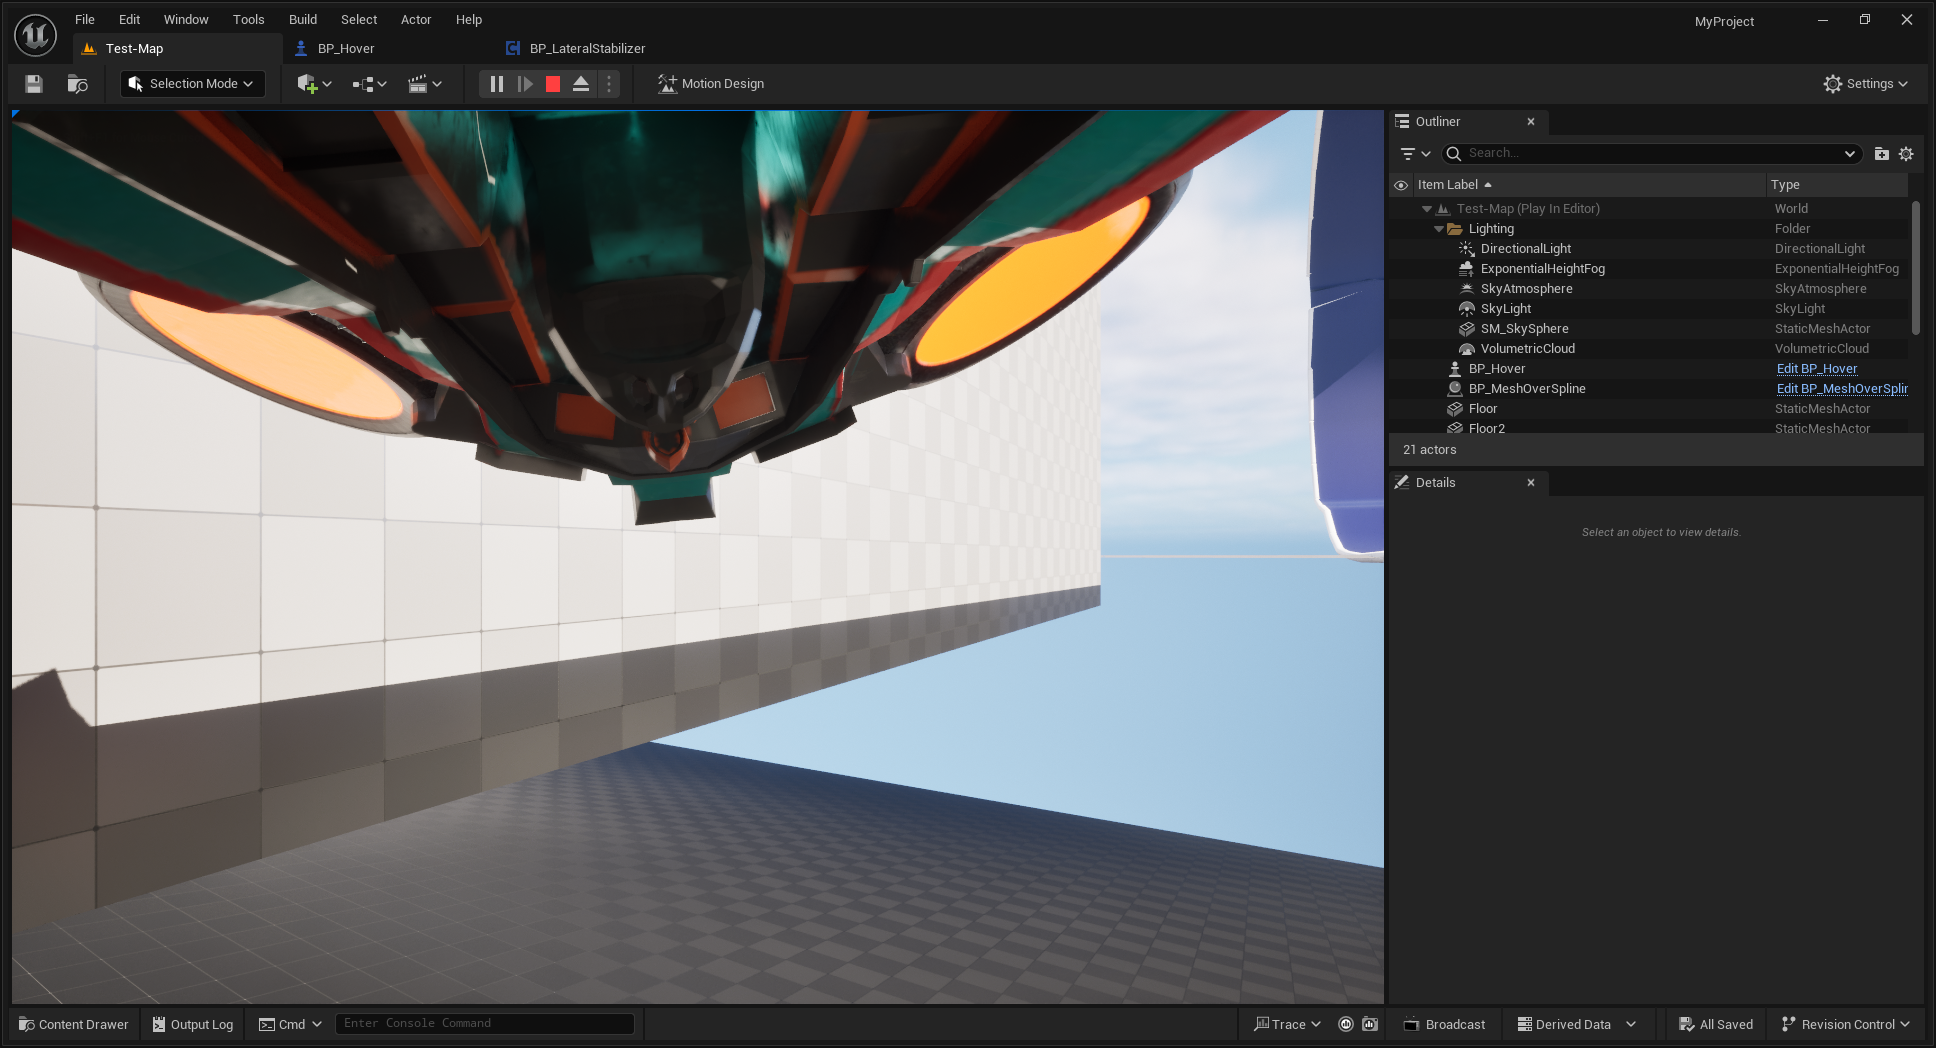 File Edit Window Tools Build Select Actor Help
MyProject
Test-Map BP_Hover BP_LateralStabilizer
Selection Mode Motion Design Settings
Outliner
Search...
Item Label Type
Test-Map (Play In Editor) World
Lighting Folder
DirectionalLight DirectionalLight
ExponentialHeightFog ExponentialHeightFog
SkyAtmosphere SkyAtmosphere
SkyLight SkyLight
SM_SkySphere StaticMeshActor
VolumetricCloud VolumetricCloud
BP_Hover Edit BP_Hover
BP_MeshOverSpline Edit BP_MeshOverSplin
Floor StaticMeshActor
Floor2 StaticMeshActor
21 actors
Details
Select an object to view details.
Content Drawer Output Log Cmd Enter Console Command Trace Broadcast Derived Data All Saved Revision Control